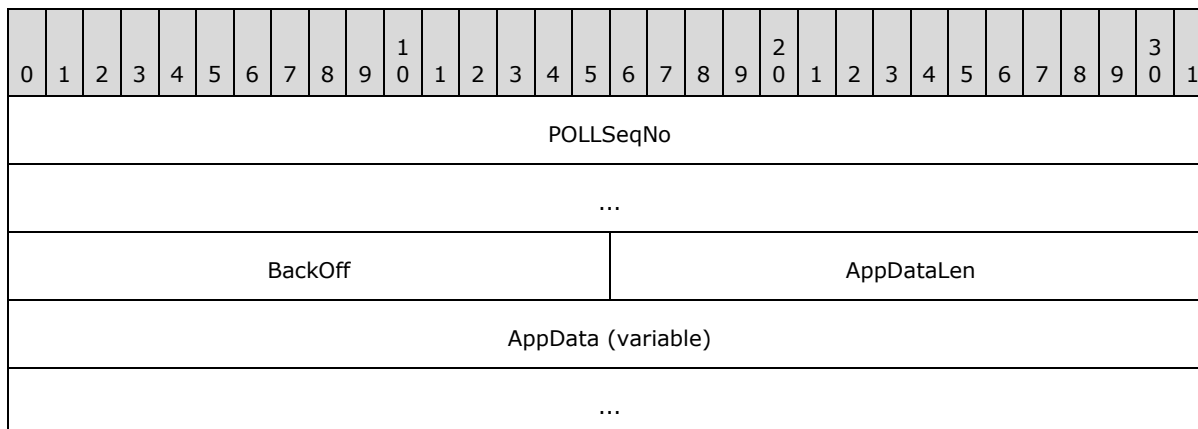 0 1 2 3 4 5 6 7 8 9 1 0 1 2 3 4 5 6 7 8 9 2 0 1 2 3 4 5 6 7 8 9 3 0 1
POLLSeqNo
...
BackOff AppDataLen
AppData (variable)
...